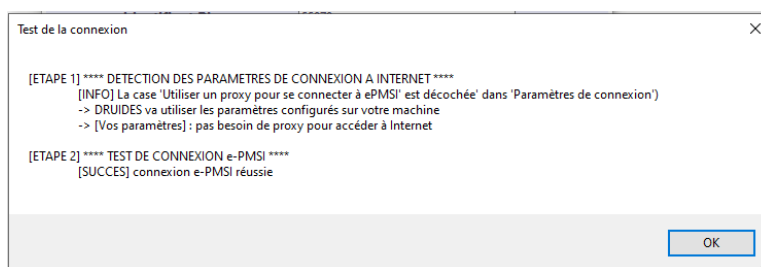 Test de la connexion
[ETAPE 1] **** DETECTION DES PARAMETRES DE CONNEXION A INTERNET ****
[INFO] La case 'Utiliser un proxy pour se connecter à ePMSI' est décochée' dans 'Paramètres de connexion')
-> DRUIDES va utiliser les paramètres configurés sur votre machine
-> [Vos paramètres] : pas besoin de proxy pour accéder à Internet
[ETAPE 2] **** TEST DE CONNEXION e-PMSI ****
[SUCCES] connexion e-PMSI réussie
OK